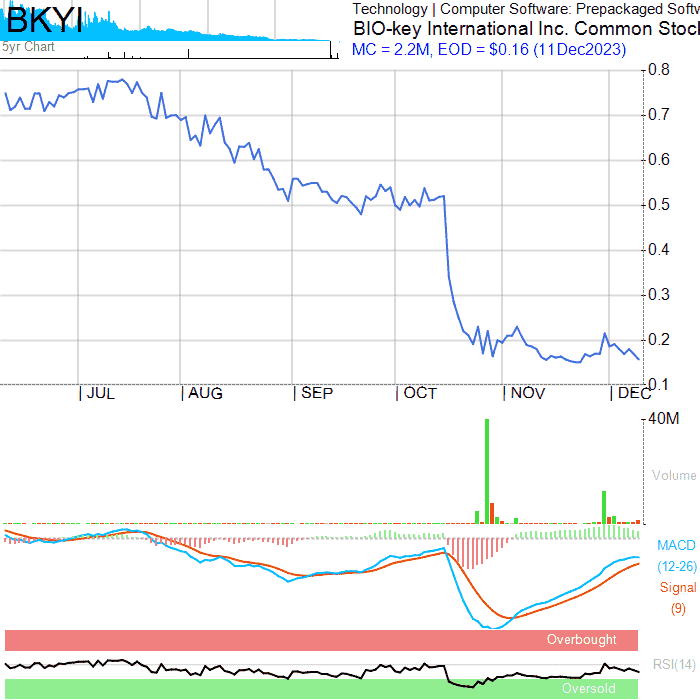 BKYI
5yr Chart
Technology | Computer Software: Prepackaged Softw
BIO-key International Inc. Common Stock
MC = 2.2M, EOD = $0.16 (11Dec2023)
0.8
0.7
0.6
0.5
0.4
0.3
0.2
0.1
| JUL | AUG | SEP | OCT | NOV | DEC
40M
Volume
MACD
(12-26)
Signal
(9)
Overbought
RSI(14)
Oversold